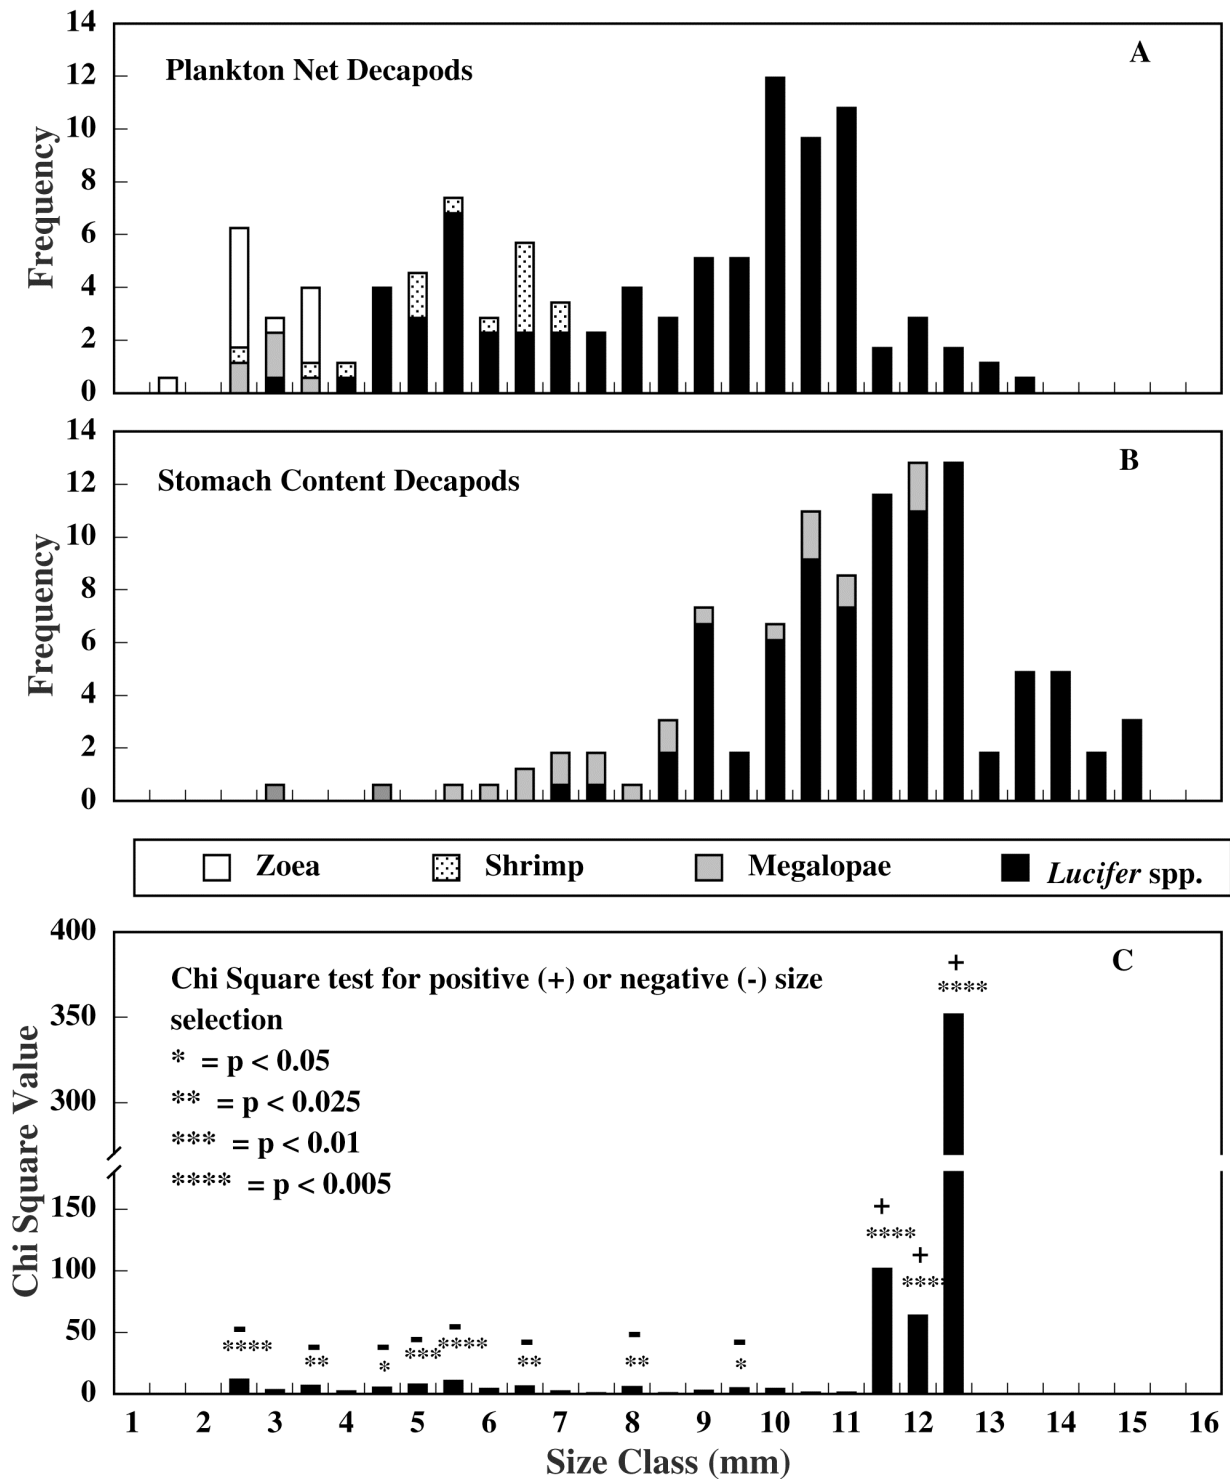 14
12
10
8
6
4
2
0
Frequency
Plankton Net Decapods
A
14
12
10
8
6
4
2
0
Frequency
Stomach Content Decapods
B
Zoea Shrimp Megalopae Lucifer spp.
400
350
300
150
100
50
0
Chi Square Value
C
Chi Square test for positive (+) or negative (-) size
selection
* = p < 0.05
** = p < 0.025
*** = p < 0.01
**** = p < 0.005
+
****
+
****
+
****
- - - - - - - -
**** ** * *** **** ** ** *
1 2 3 4 5 6 7 8 9 10 11 12 13 14 15 16
Size Class (mm)